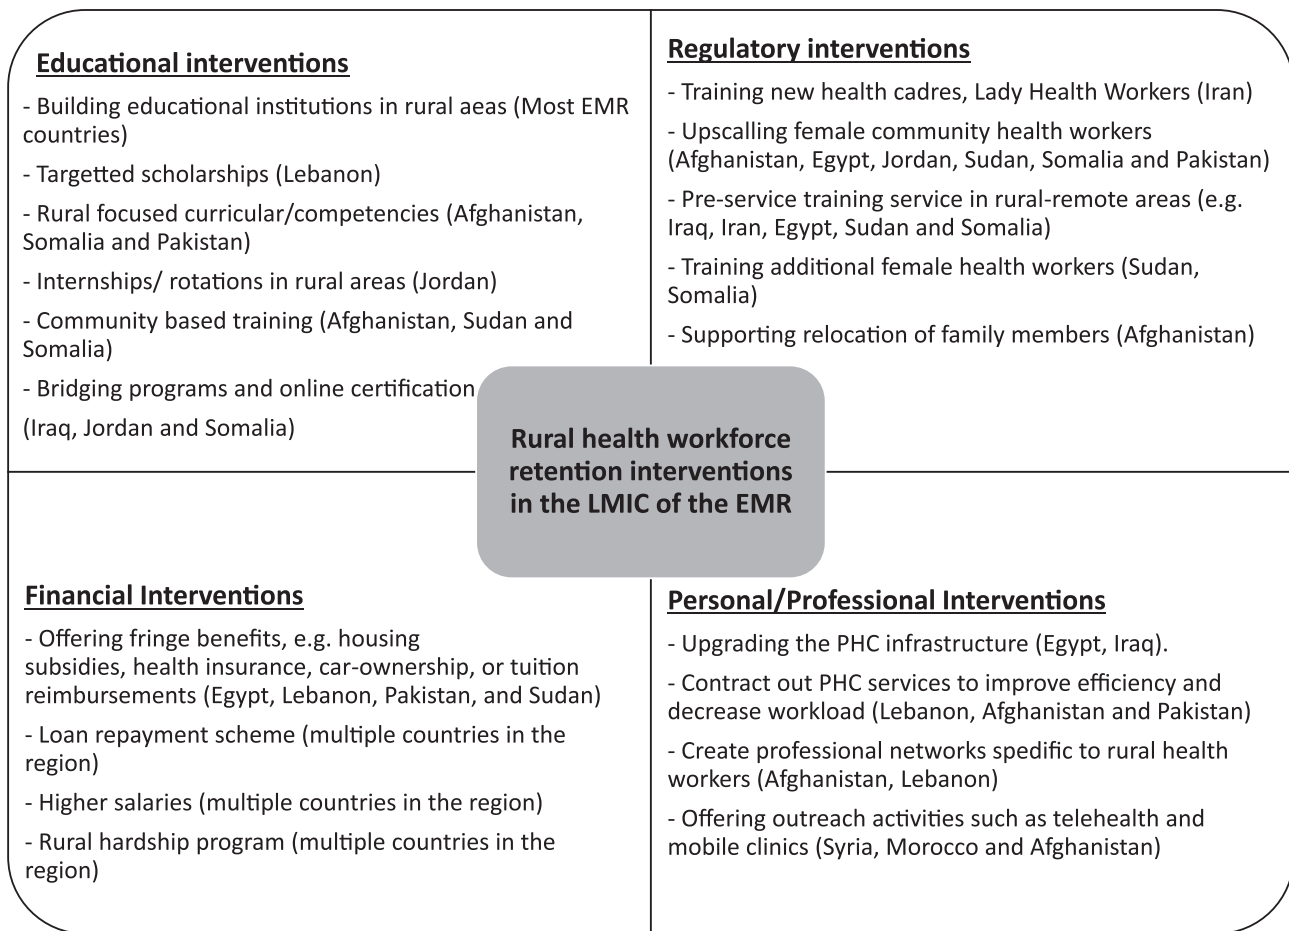 Educational interventions
- Building educational institutions in rural aeas (Most EMR
countries)
- Targetted scholarships (Lebanon)
- Rural focused curricular/competencies (Afghanistan,
Somalia and Pakistan)
- Internships/ rotations in rural areas (Jordan)
- Community based training (Afghanistan, Sudan and
Somalia)
- Bridging programs and online certification
(Iraq, Jordan and Somalia)
Regulatory interventions
- Training new health cadres, Lady Health Workers (Iran)
- Upscalling female community health workers
(Afghanistan, Egypt, Jordan, Sudan, Somalia and Pakistan)
- Pre-service training service in rural-remote areas (e.g.
Iraq, Iran, Egypt, Sudan and Somalia)
- Training additional female health workers (Sudan,
Somalia)
- Supporting relocation of family members (Afghanistan)
Rural health workforce
retention interventions
in the LMIC of the EMR
Financial Interventions
- Offering fringe benefits, e.g. housing
subsidies, health insurance, car-ownership, or tuition
reimbursements (Egypt, Lebanon, Pakistan, and Sudan)
- Loan repayment scheme (multiple countries in the
region)
- Higher salaries (multiple countries in the region)
- Rural hardship program (multiple countries in the
region)
Personal/Professional Interventions
- Upgrading the PHC infrastructure (Egypt, Iraq).
- Contract out PHC services to improve efficiency and
decrease workload (Lebanon, Afghanistan and Pakistan)
- Create professional networks spedific to rural health
workers (Afghanistan, Lebanon)
- Offering outreach activities such as telehealth and
mobile clinics (Syria, Morocco and Afghanistan)